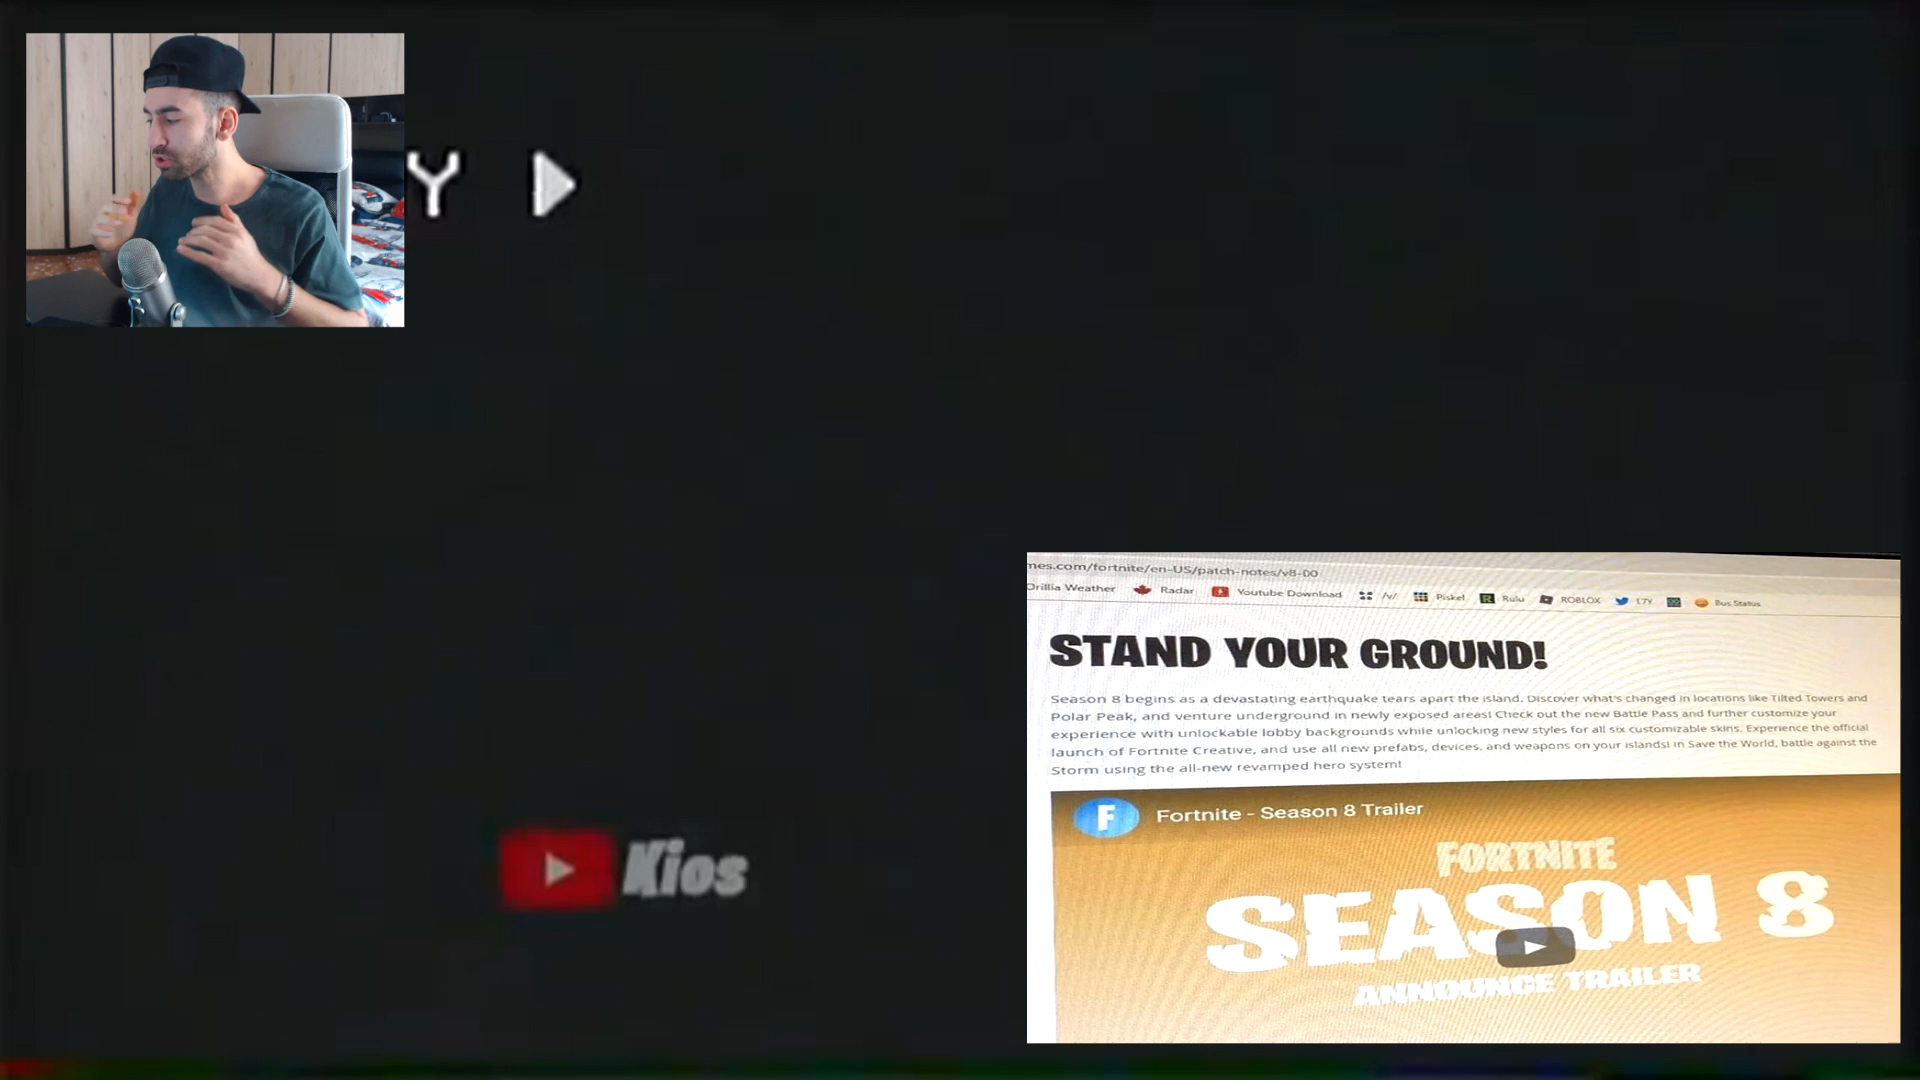 Y
mes.com/fortnite/en-US/patch-notes/v8-00
Orillia Weather Radar Youtube Download /v/ Piskel Rulu ROBLOX LTY Bus Status
STAND YOUR GROUND!
Season 8 begins as a devastating earthquake tears apart the island. Discover what's changed in locations like Tilted Towers and
Polar Peak, and venture underground in newly exposed areas! Check out the new Battle Pass and further customize your
experience with unlockable lobby backgrounds while unlocking new styles for all six customizable skins. Experience the official
launch of Fortnite Creative, and use all new prefabs, devices, and weapons on your islands! In Save the World, battle against the
Storm using the all-new revamped hero system!
F Fortnite - Season 8 Trailer
FORTNITE
SEASON 8
ANNOUNCE TRAILER
Kios